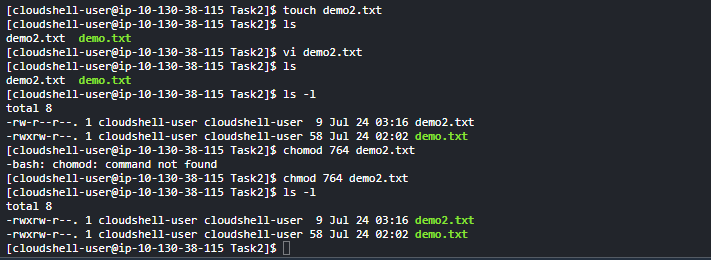 [cloudshell-user@ip-10-130-38-115 Task2]$ touch demo2.txt
[cloudshell-user@ip-10-130-38-115 Task2]$ ls
demo2.txt  demo.txt
[cloudshell-user@ip-10-130-38-115 Task2]$ vi demo2.txt
[cloudshell-user@ip-10-130-38-115 Task2]$ ls
demo2.txt  demo.txt
[cloudshell-user@ip-10-130-38-115 Task2]$ ls -l
total 8
-rw-r--r--. 1 cloudshell-user cloudshell-user  9 Jul 24 03:16 demo2.txt
-rwxrw-r--. 1 cloudshell-user cloudshell-user 58 Jul 24 02:02 demo.txt
[cloudshell-user@ip-10-130-38-115 Task2]$ chomod 764 demo2.txt
-bash: chomod: command not found
[cloudshell-user@ip-10-130-38-115 Task2]$ chmod 764 demo2.txt
[cloudshell-user@ip-10-130-38-115 Task2]$ ls -l
total 8
-rwxrw-r--. 1 cloudshell-user cloudshell-user  9 Jul 24 03:16 demo2.txt
-rwxrw-r--. 1 cloudshell-user cloudshell-user 58 Jul 24 02:02 demo.txt
[cloudshell-user@ip-10-130-38-115 Task2]$